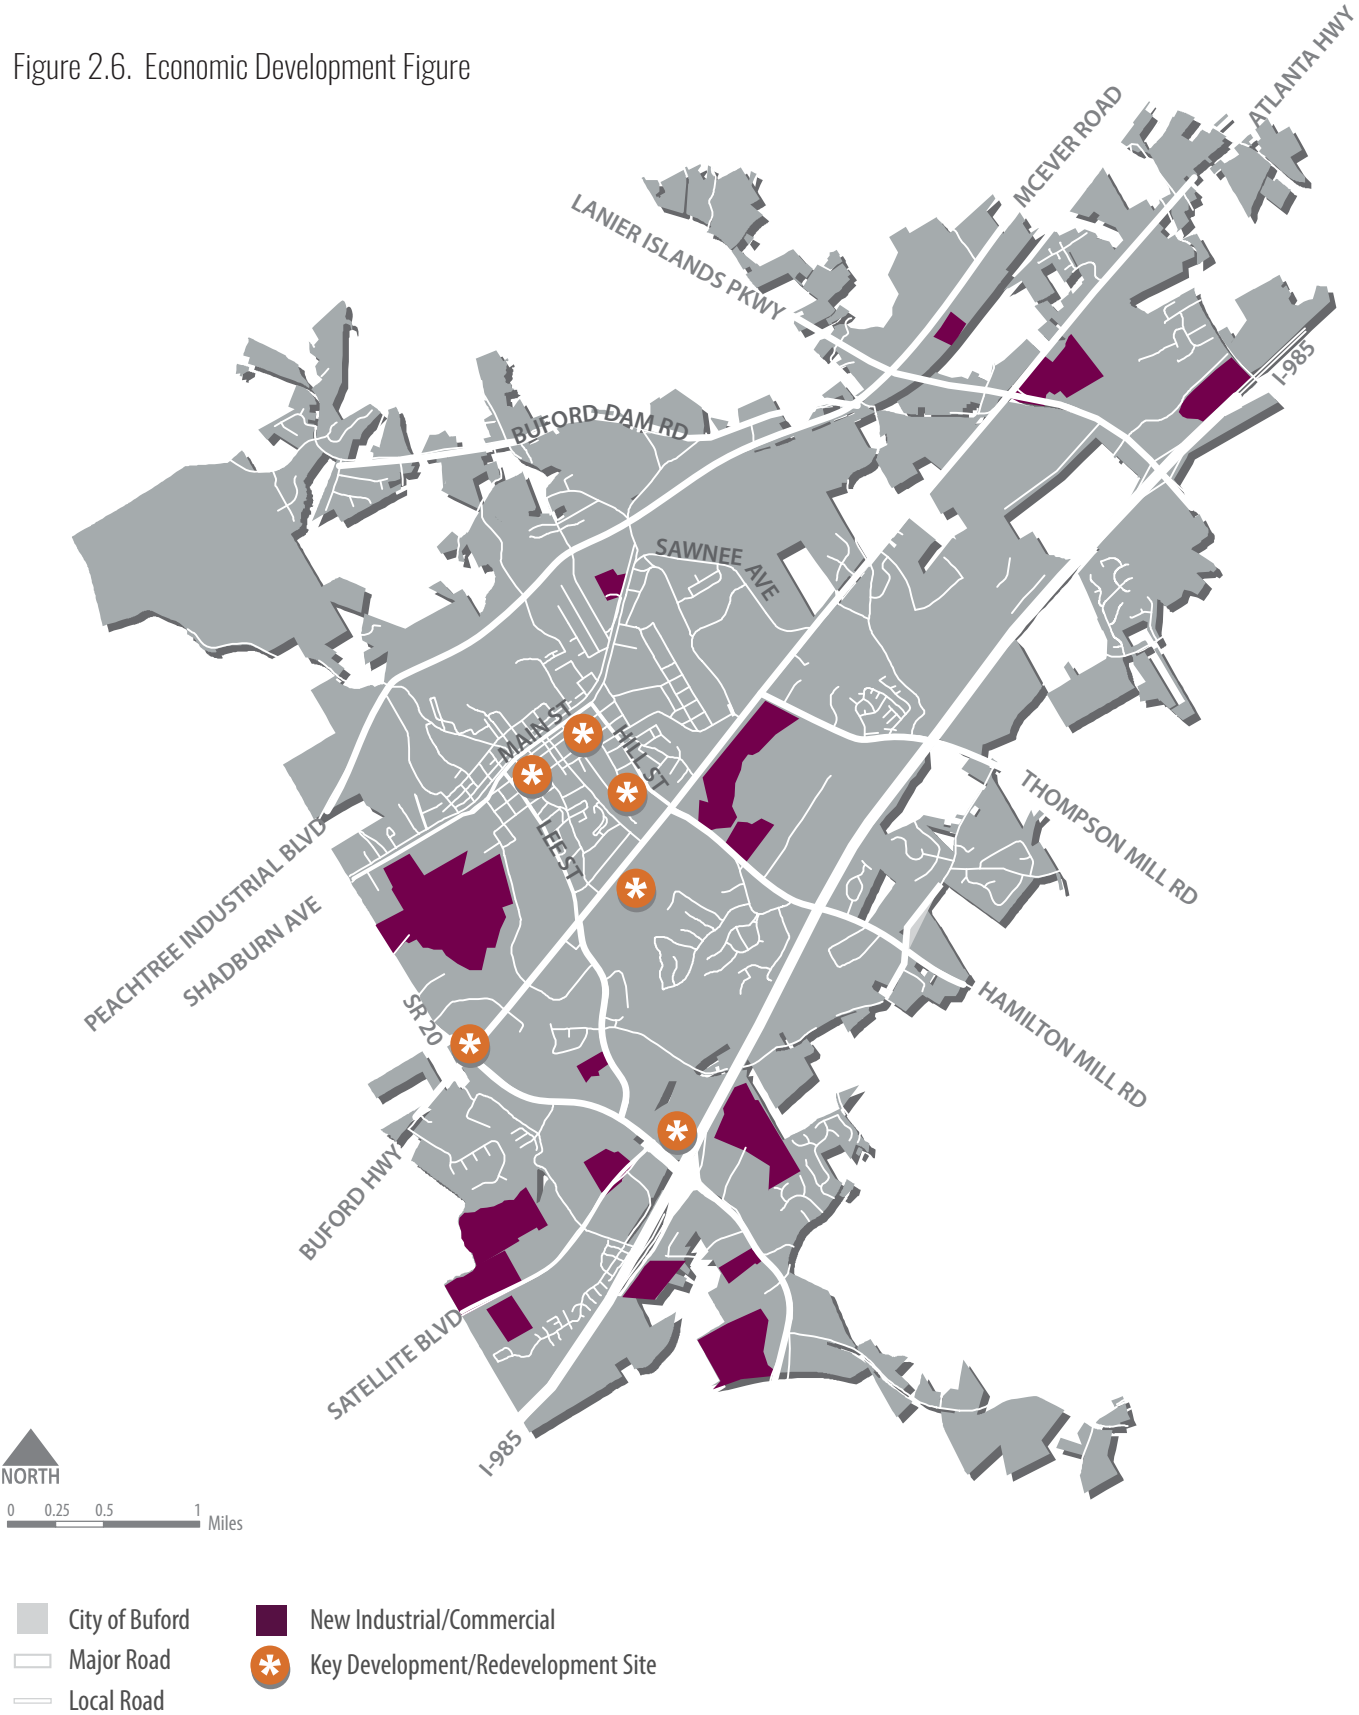 Figure 2.6. Economic Development Figure
ATLANTA HWY
MCEVER ROAD
LANIER ISLANDS PKWY
I-985
BUFORD DAM RD
SAWNEE AVE
MAIN ST
HILL ST
LEE ST
THOMPSON MILL RD
PEACHTREE INDUSTRIAL BLVD
SHADBURN AVE
SR 20
HAMILTON MILL RD
BUFORD HWY
SATELLITE BLVD
I-985
NORTH
0 0.25 0.5 1
Miles
City of Buford
New Industrial/Commercial
Major Road
Key Development/Redevelopment Site
Local Road